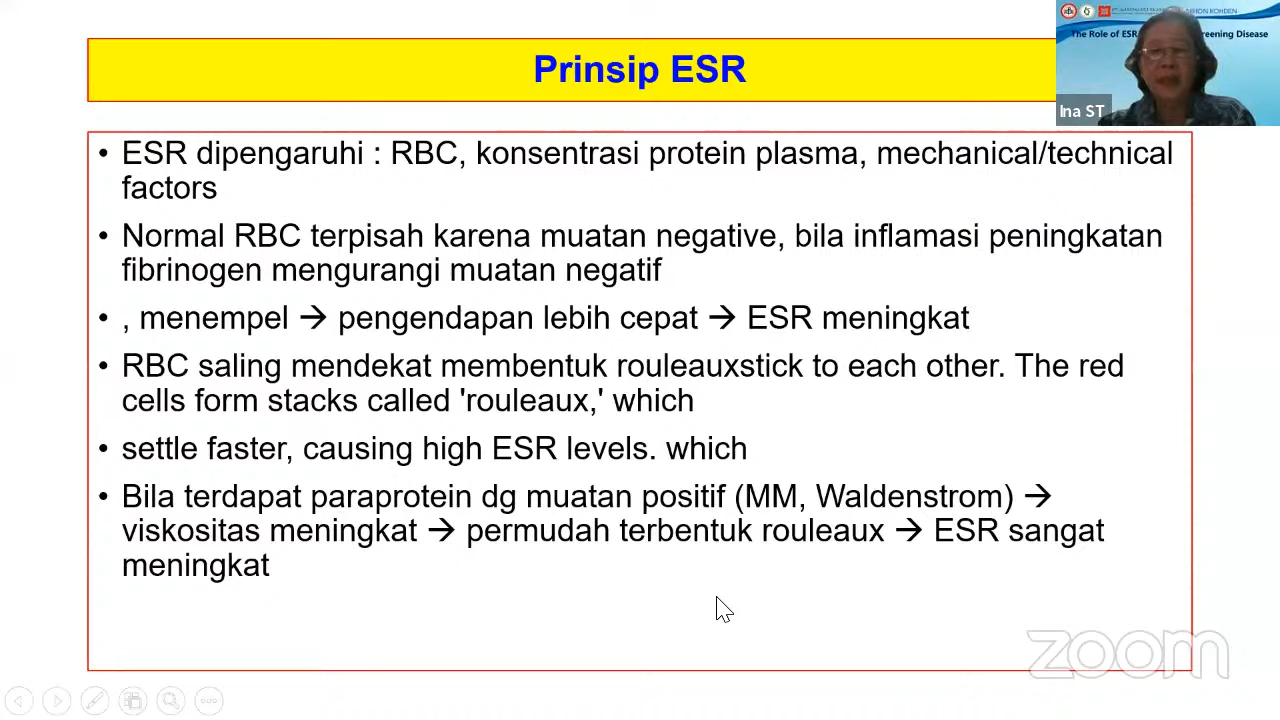 Prinsip ESR
NIHON KOHDEN
The Role of ESR
reening Disease
Ina ST
• ESR dipengaruhi : RBC, konsentrasi protein plasma, mechanical/technical
factors
• Normal RBC terpisah karena muatan negative, bila inflamasi peningkatan
fibrinogen mengurangi muatan negatif
• , menempel → pengendapan lebih cepat → ESR meningkat
• RBC saling mendekat membentuk rouleauxstick to each other. The red
cells form stacks called 'rouleaux,' which
• settle faster, causing high ESR levels. which
• Bila terdapat paraprotein dg muatan positif (MM, Waldenstrom) →
viskositas meningkat → permudah terbentuk rouleaux → ESR sangat
meningkat
zoom